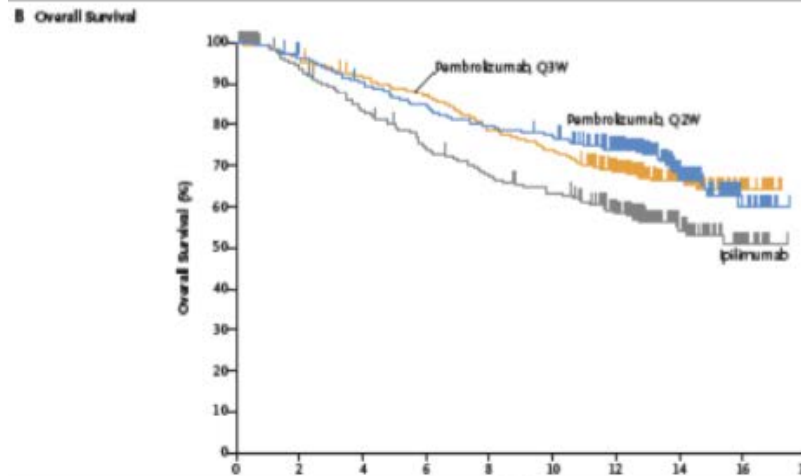 B Overall Survival
100
Pembrolizumab, Q3W
90
Pembrolizumab, Q2W
80
70
60
50
Ipilimumab
40
30
20
10
0
Overall Survival (%)
0 2 4 6 8 10 12 14 16